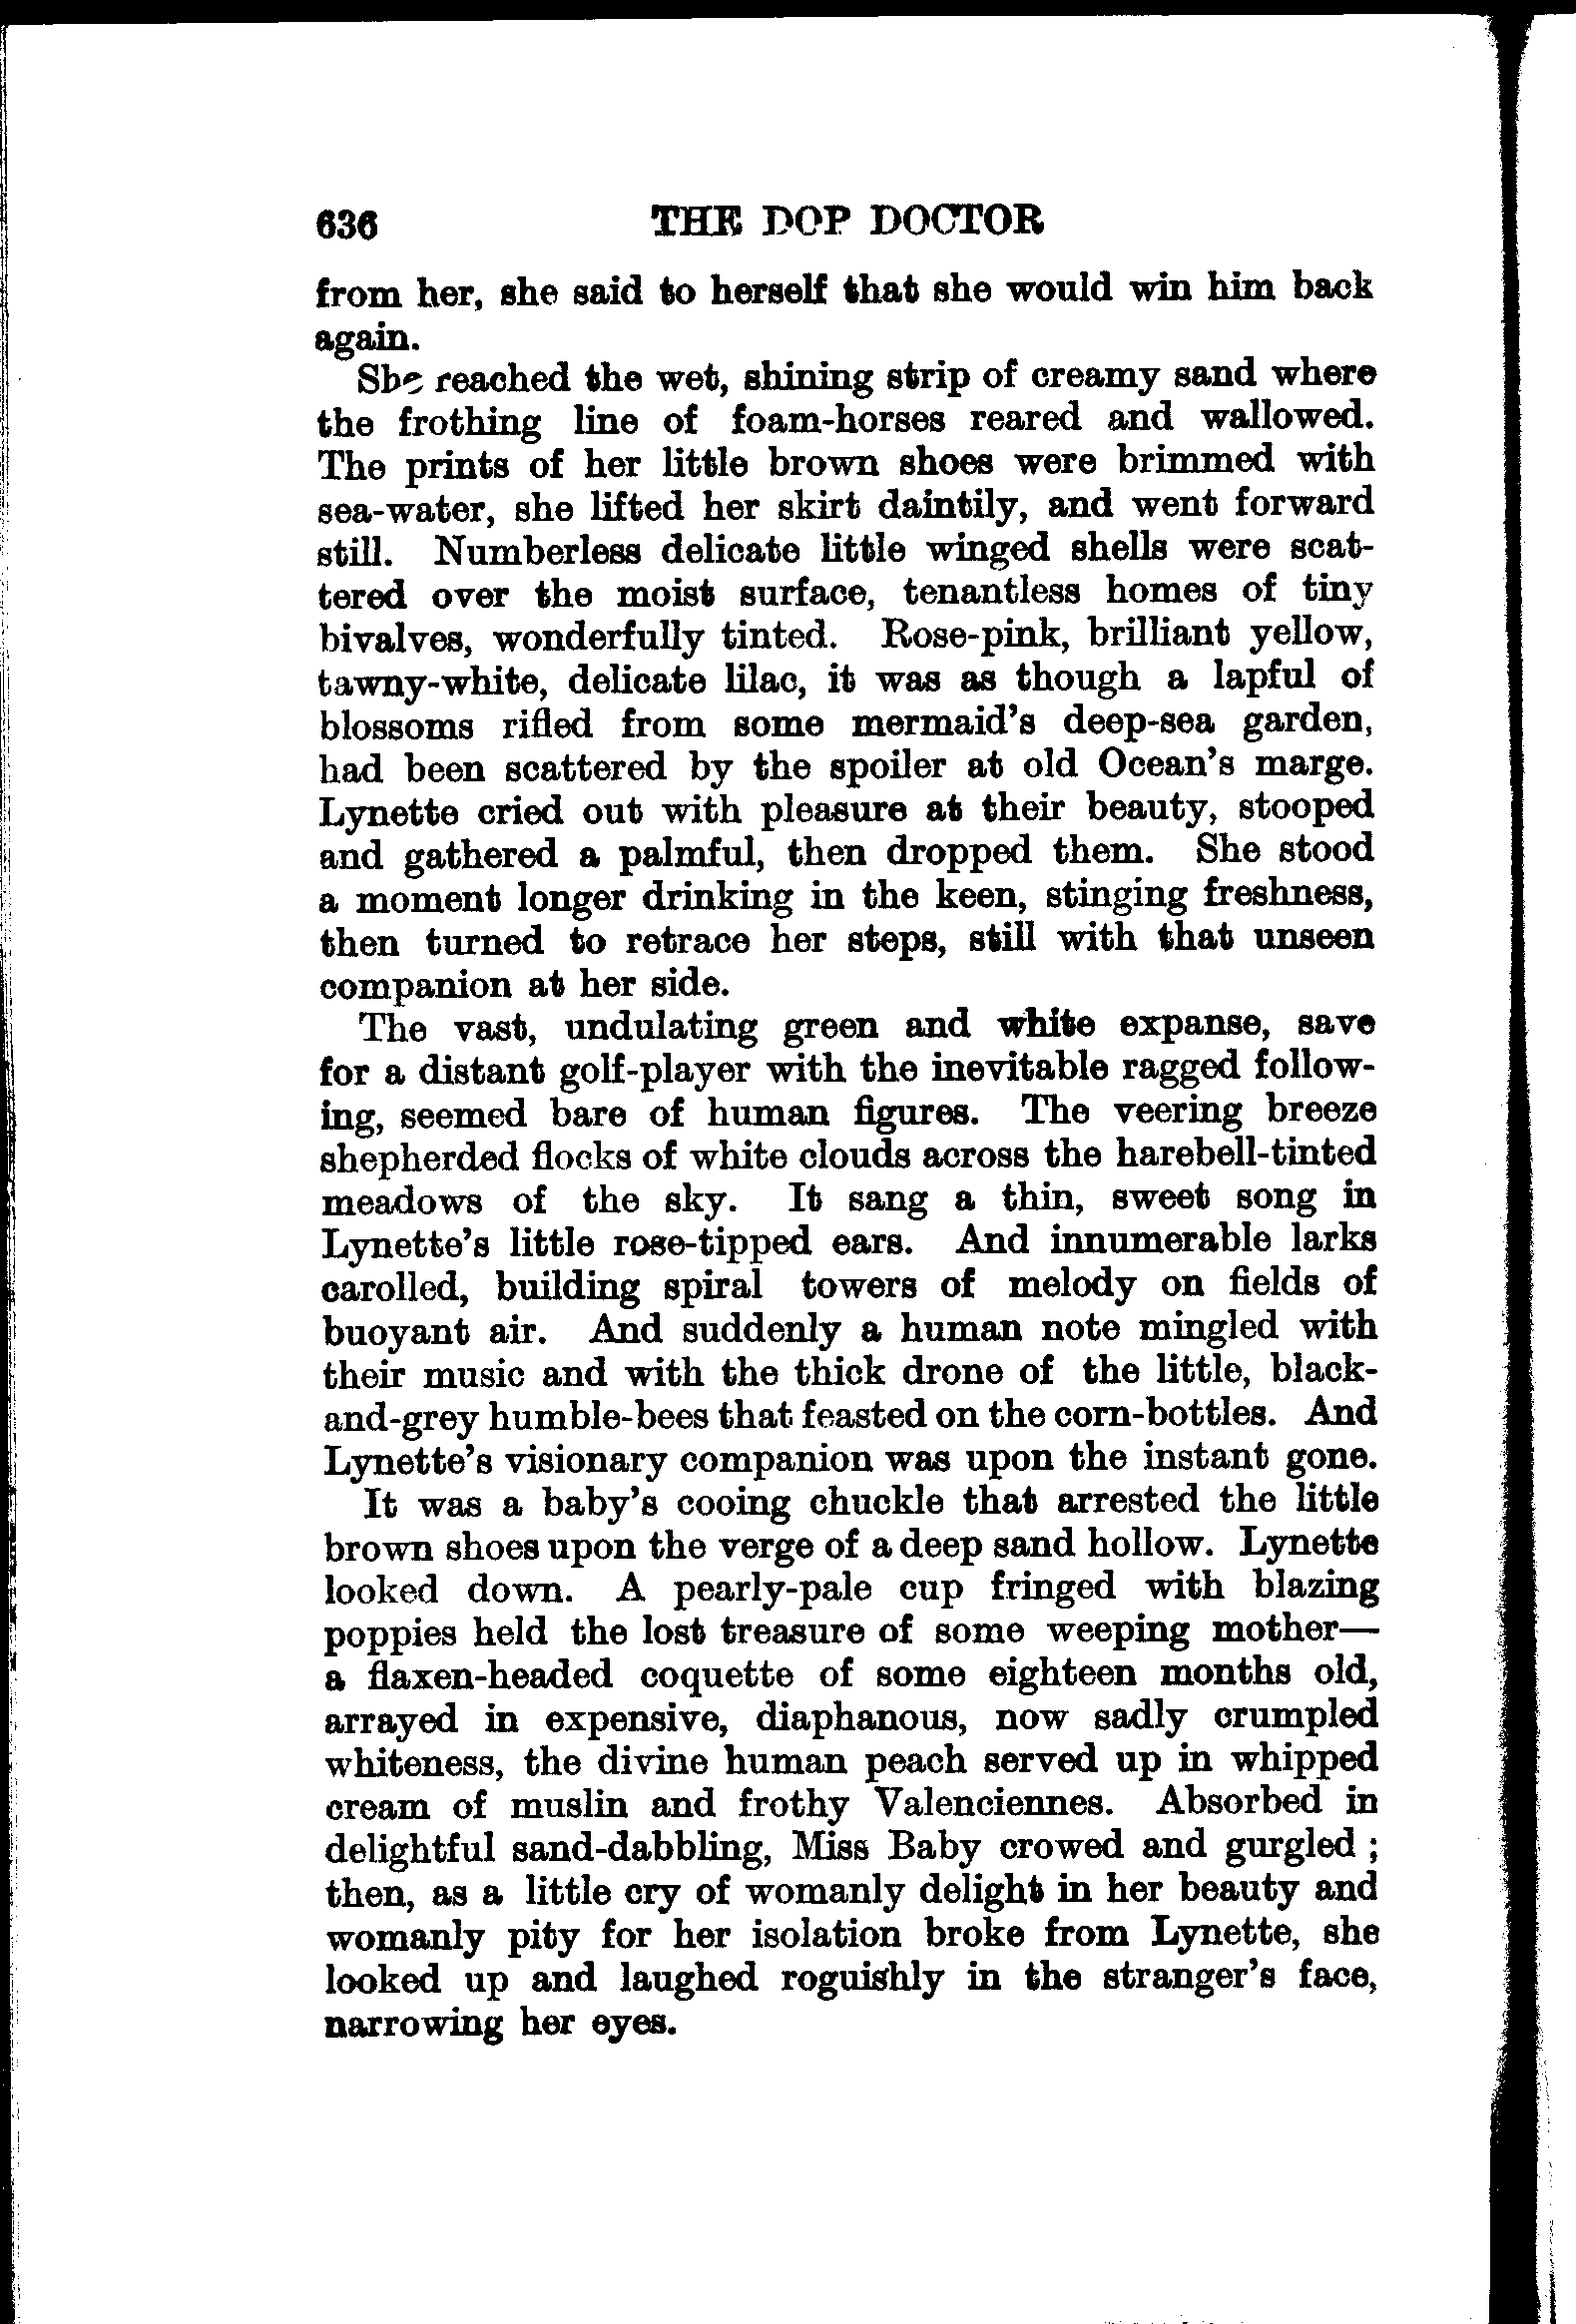 636 THE DOP DOCTOR
from her, she said to herself that she would win him back
again.
She reached the wet, shining strip of creamy sand where
the frothing line of foam-horses reared and wallowed.
The prints of her little brown shoes were brimmed with
sea-water, she lifted her skirt daintily, and went forward
still. Numberless delicate little winged shells were scat-
tered over the moist surface, tenantless homes of tiny
bivalves, wonderfully tinted. Rose-pink, brilliant yellow,
tawny-white, delicate lilac, it was as though a lapful of
blossoms rifled from some mermaid's deep-sea garden,
had been scattered by the spoiler at old Ocean's marge.
Lynette cried out with pleasure at their beauty, stooped
and gathered a palmful, then dropped them. She stood
a moment longer drinking in the keen, stinging freshness,
then turned to retrace her steps, still with that unseen
companion at her side.
The vast, undulating green and white expanse, save
for a distant golf-player with the inevitable ragged follow-
ing, seemed bare of human figures. The veering breeze
shepherded flocks of white clouds across the harebell-tinted
meadows of the sky. It sang a thin, sweet song in
Lynette's little rose-tipped ears. And innumerable larks
carolled, building spiral towers of melody on fields of
buoyant air. And suddenly a human note mingled with
their music and with the thick drone of the little, black-
and-grey humble-bees that feasted on the corn-bottles. And
Lynette's visionary companion was upon the instant gone.
It was a baby's cooing chuckle that arrested the little
brown shoes upon the verge of a deep sand hollow. Lynette
looked down. A pearly-pale cup fringed with blazing
poppies held the lost treasure of some weeping mother—
a flaxen-headed coquette of some eighteen months old,
arrayed in expensive, diaphanous, now sadly crumpled
whiteness, the divine human peach served up in whipped
cream of muslin and frothy Valenciennes. Absorbed in
delightful sand-dabbling, Miss Baby crowed and gurgled ;
then, as a little cry of womanly delight in her beauty and
womanly pity for her isolation broke from Lynette, she
looked up and laughed roguishly in the stranger's face,
narrowing her eyes.